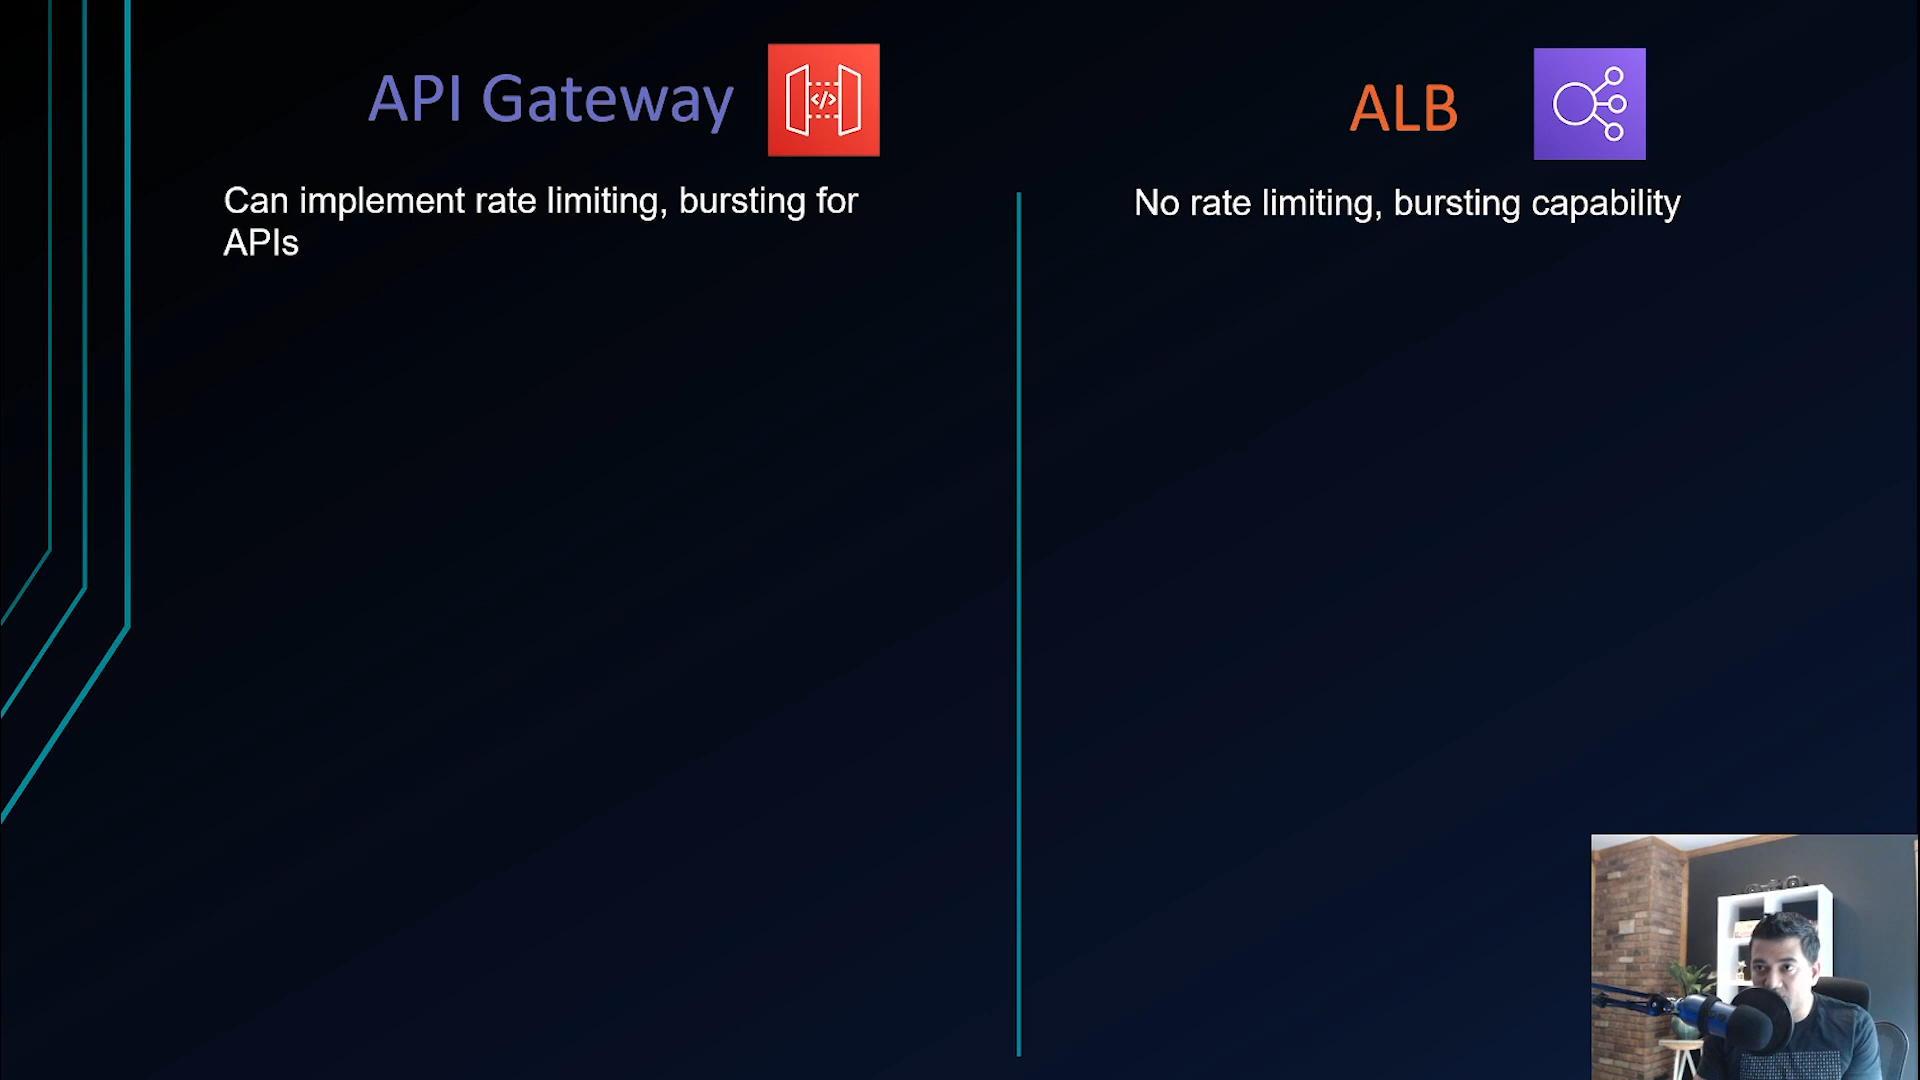 API Gateway
</>
ALB
Can implement rate limiting, bursting for
APIs
No rate limiting, bursting capability